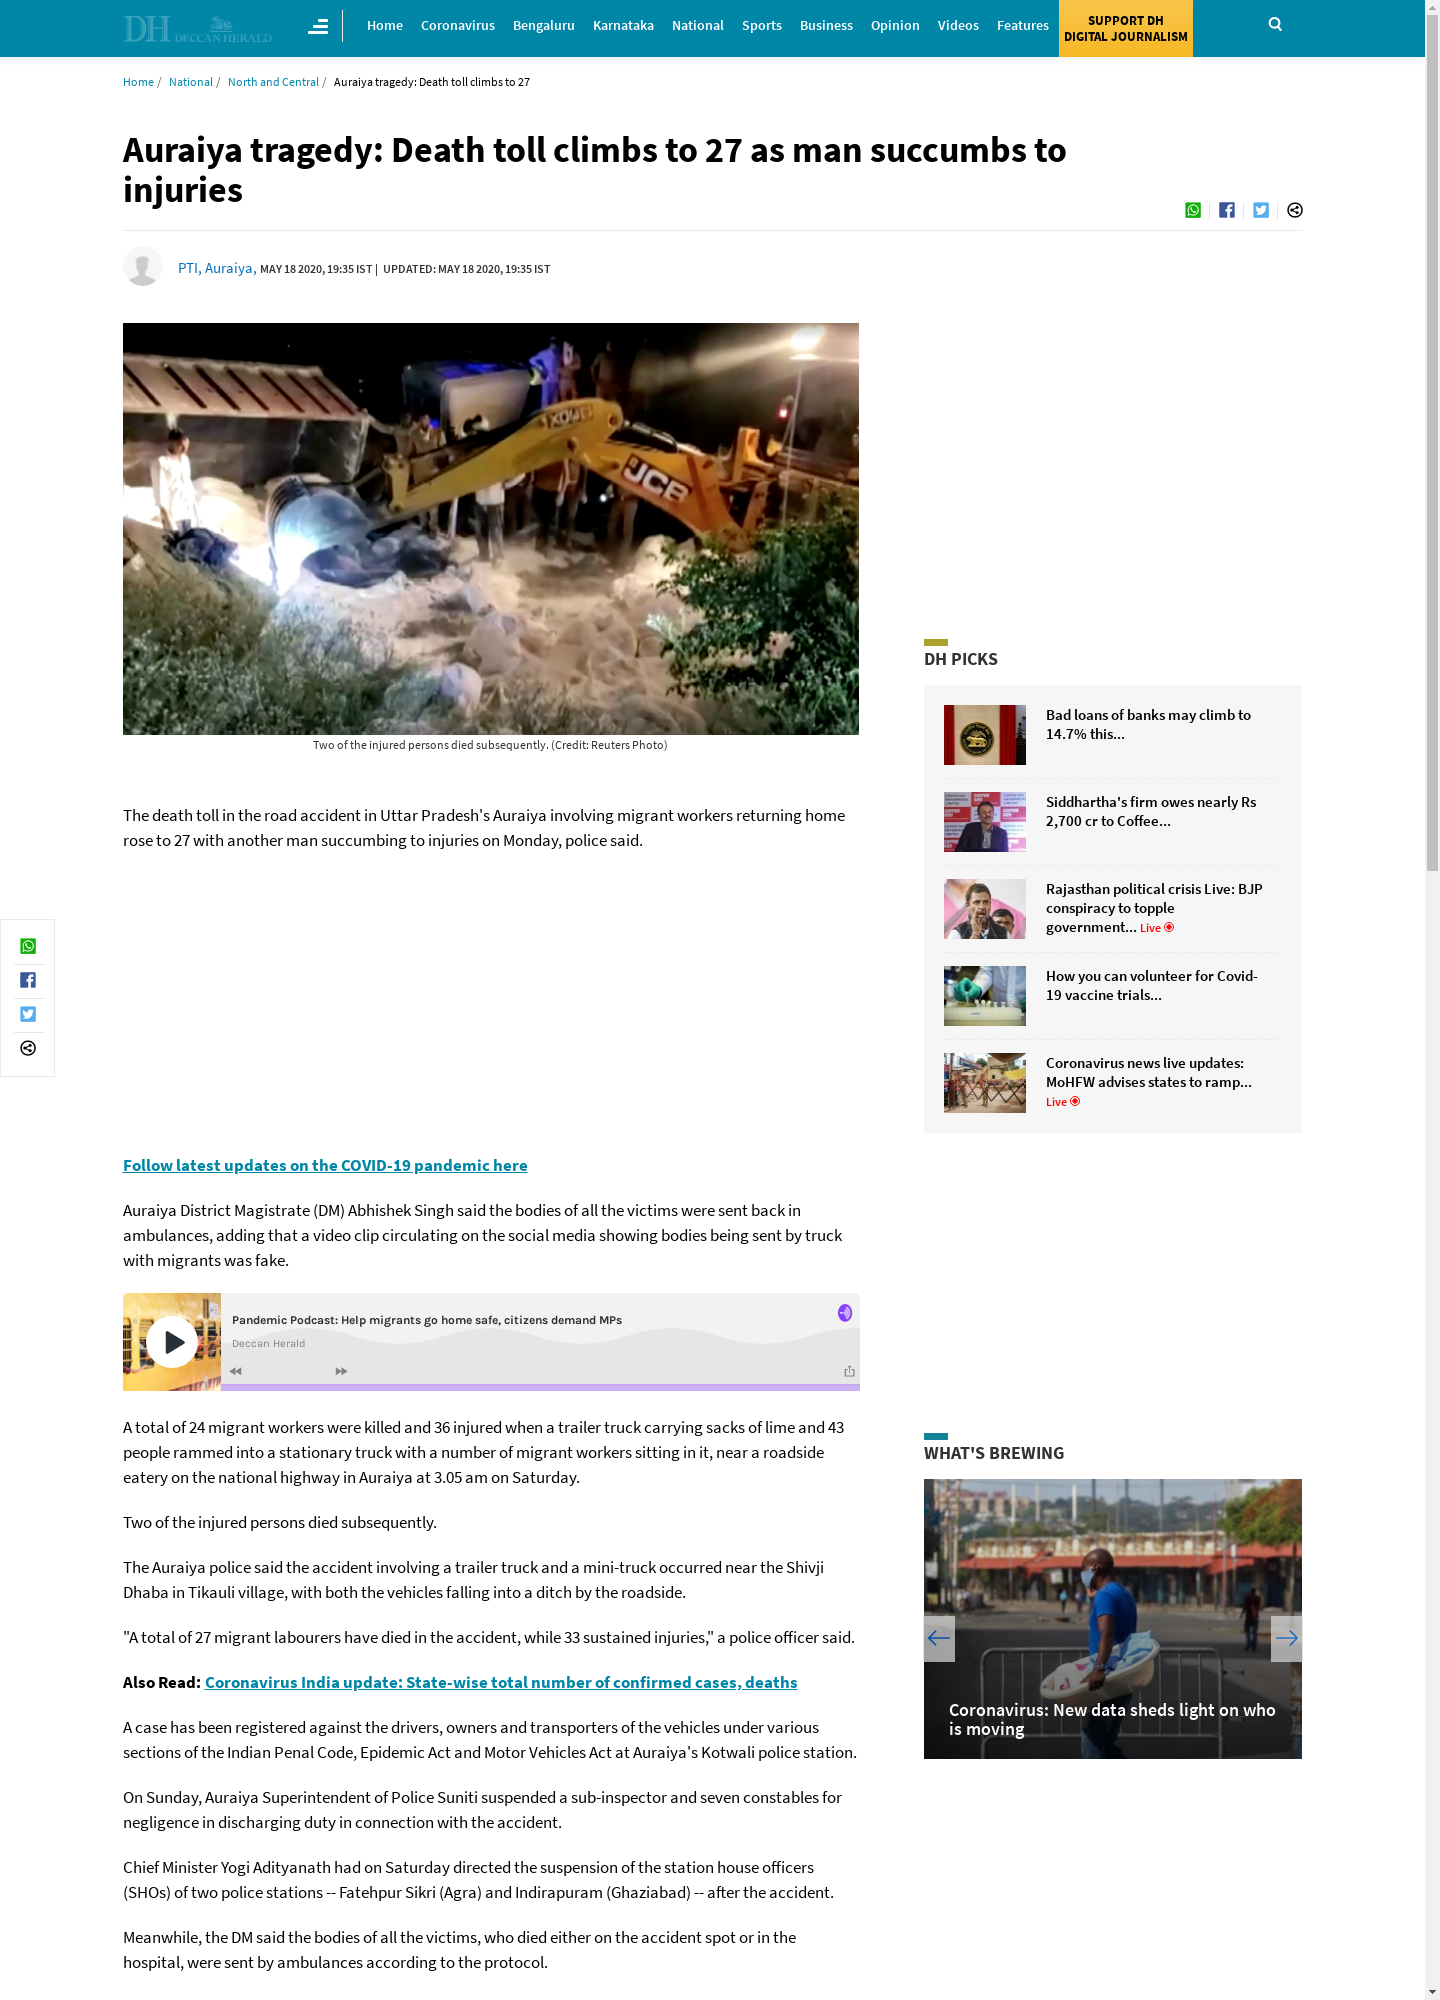 DH DECCAN HERALD
Home Coronavirus Bengaluru Karnataka National Sports Business Opinion Videos Features
SUPPORT DH
DIGITAL JOURNALISM
Home / National / North and Central / Auraiya tragedy: Death toll climbs to 27
Auraiya tragedy: Death toll climbs to 27 as man succumbs to
injuries
PTI, Auraiya, MAY 18 2020, 19:35 IST | UPDATED: MAY 18 2020, 19:35 IST
JCB
Two of the injured persons died subsequently. (Credit: Reuters Photo)
The death toll in the road accident in Uttar Pradesh's Auraiya involving migrant workers returning home
rose to 27 with another man succumbing to injuries on Monday, police said.
Follow latest updates on the COVID-19 pandemic here
Auraiya District Magistrate (DM) Abhishek Singh said the bodies of all the victims were sent back in
ambulances, adding that a video clip circulating on the social media showing bodies being sent by truck
with migrants was fake.
Pandemic Podcast: Help migrants go home safe, citizens demand MPs
Deccan Herald
A total of 24 migrant workers were killed and 36 injured when a trailer truck carrying sacks of lime and 43
people rammed into a stationary truck with a number of migrant workers sitting in it, near a roadside
eatery on the national highway in Auraiya at 3.05 am on Saturday.
Two of the injured persons died subsequently.
The Auraiya police said the accident involving a trailer truck and a mini-truck occurred near the Shivji
Dhaba in Tikauli village, with both the vehicles falling into a ditch by the roadside.
"A total of 27 migrant labourers have died in the accident, while 33 sustained injuries," a police officer said.
Also Read: Coronavirus India update: State-wise total number of confirmed cases, deaths
A case has been registered against the drivers, owners and transporters of the vehicles under various
sections of the Indian Penal Code, Epidemic Act and Motor Vehicles Act at Auraiya's Kotwali police station.
On Sunday, Auraiya Superintendent of Police Suniti suspended a sub-inspector and seven constables for
negligence in discharging duty in connection with the accident.
Chief Minister Yogi Adityanath had on Saturday directed the suspension of the station house officers
(SHOs) of two police stations -- Fatehpur Sikri (Agra) and Indirapuram (Ghaziabad) -- after the accident.
Meanwhile, the DM said the bodies of all the victims, who died either on the accident spot or in the
hospital, were sent by ambulances according to the protocol.
DH PICKS
Bad loans of banks may climb to
14.7% this...
Siddhartha's firm owes nearly Rs
2,700 cr to Coffee...
Rajasthan political crisis Live: BJP
conspiracy to topple
government... Live
How you can volunteer for Covid-
19 vaccine trials...
Coronavirus news live updates:
MoHFW advises states to ramp...
Live
WHAT'S BREWING
Coronavirus: New data sheds light on who
is moving